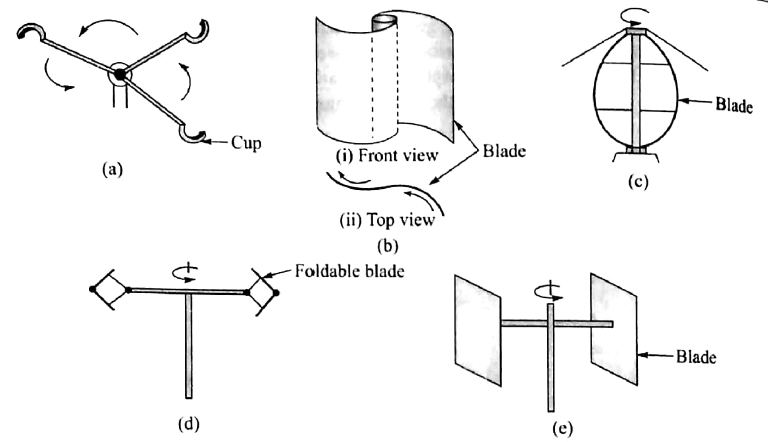 Cup
(a)
(i) Front view
Blade
(ii) Top view
(b)
Blade
(c)
Foldable blade
(d)
Blade
(e)